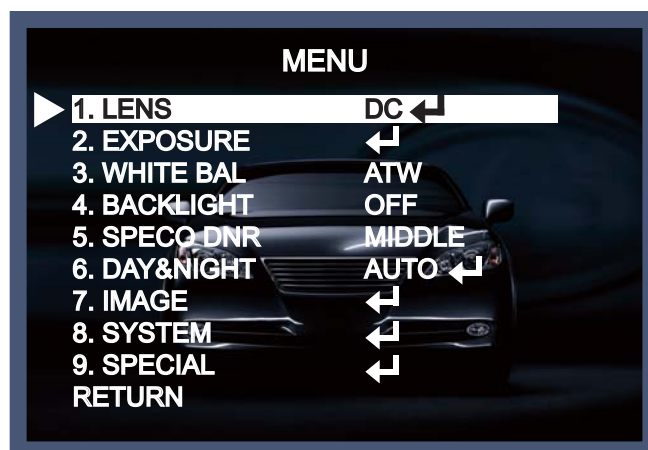 MENU
1. LENS DC ↵
2. EXPOSURE ↵
3. WHITE BAL ATW
4. BACKLIGHT OFF
5. SPECO DNR MIDDLE
6. DAY&NIGHT AUTO ↵
7. IMAGE ↵
8. SYSTEM ↵
9. SPECIAL ↵
RETURN